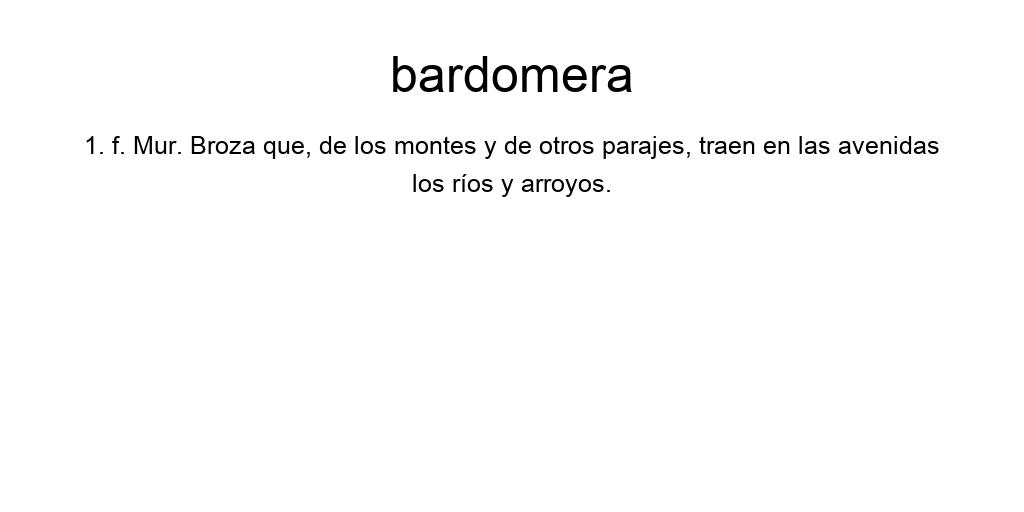 bardomera
1. f. Mur. Broza que, de los montes y de otros parajes, traen en las avenidas
los ríos y arroyos.